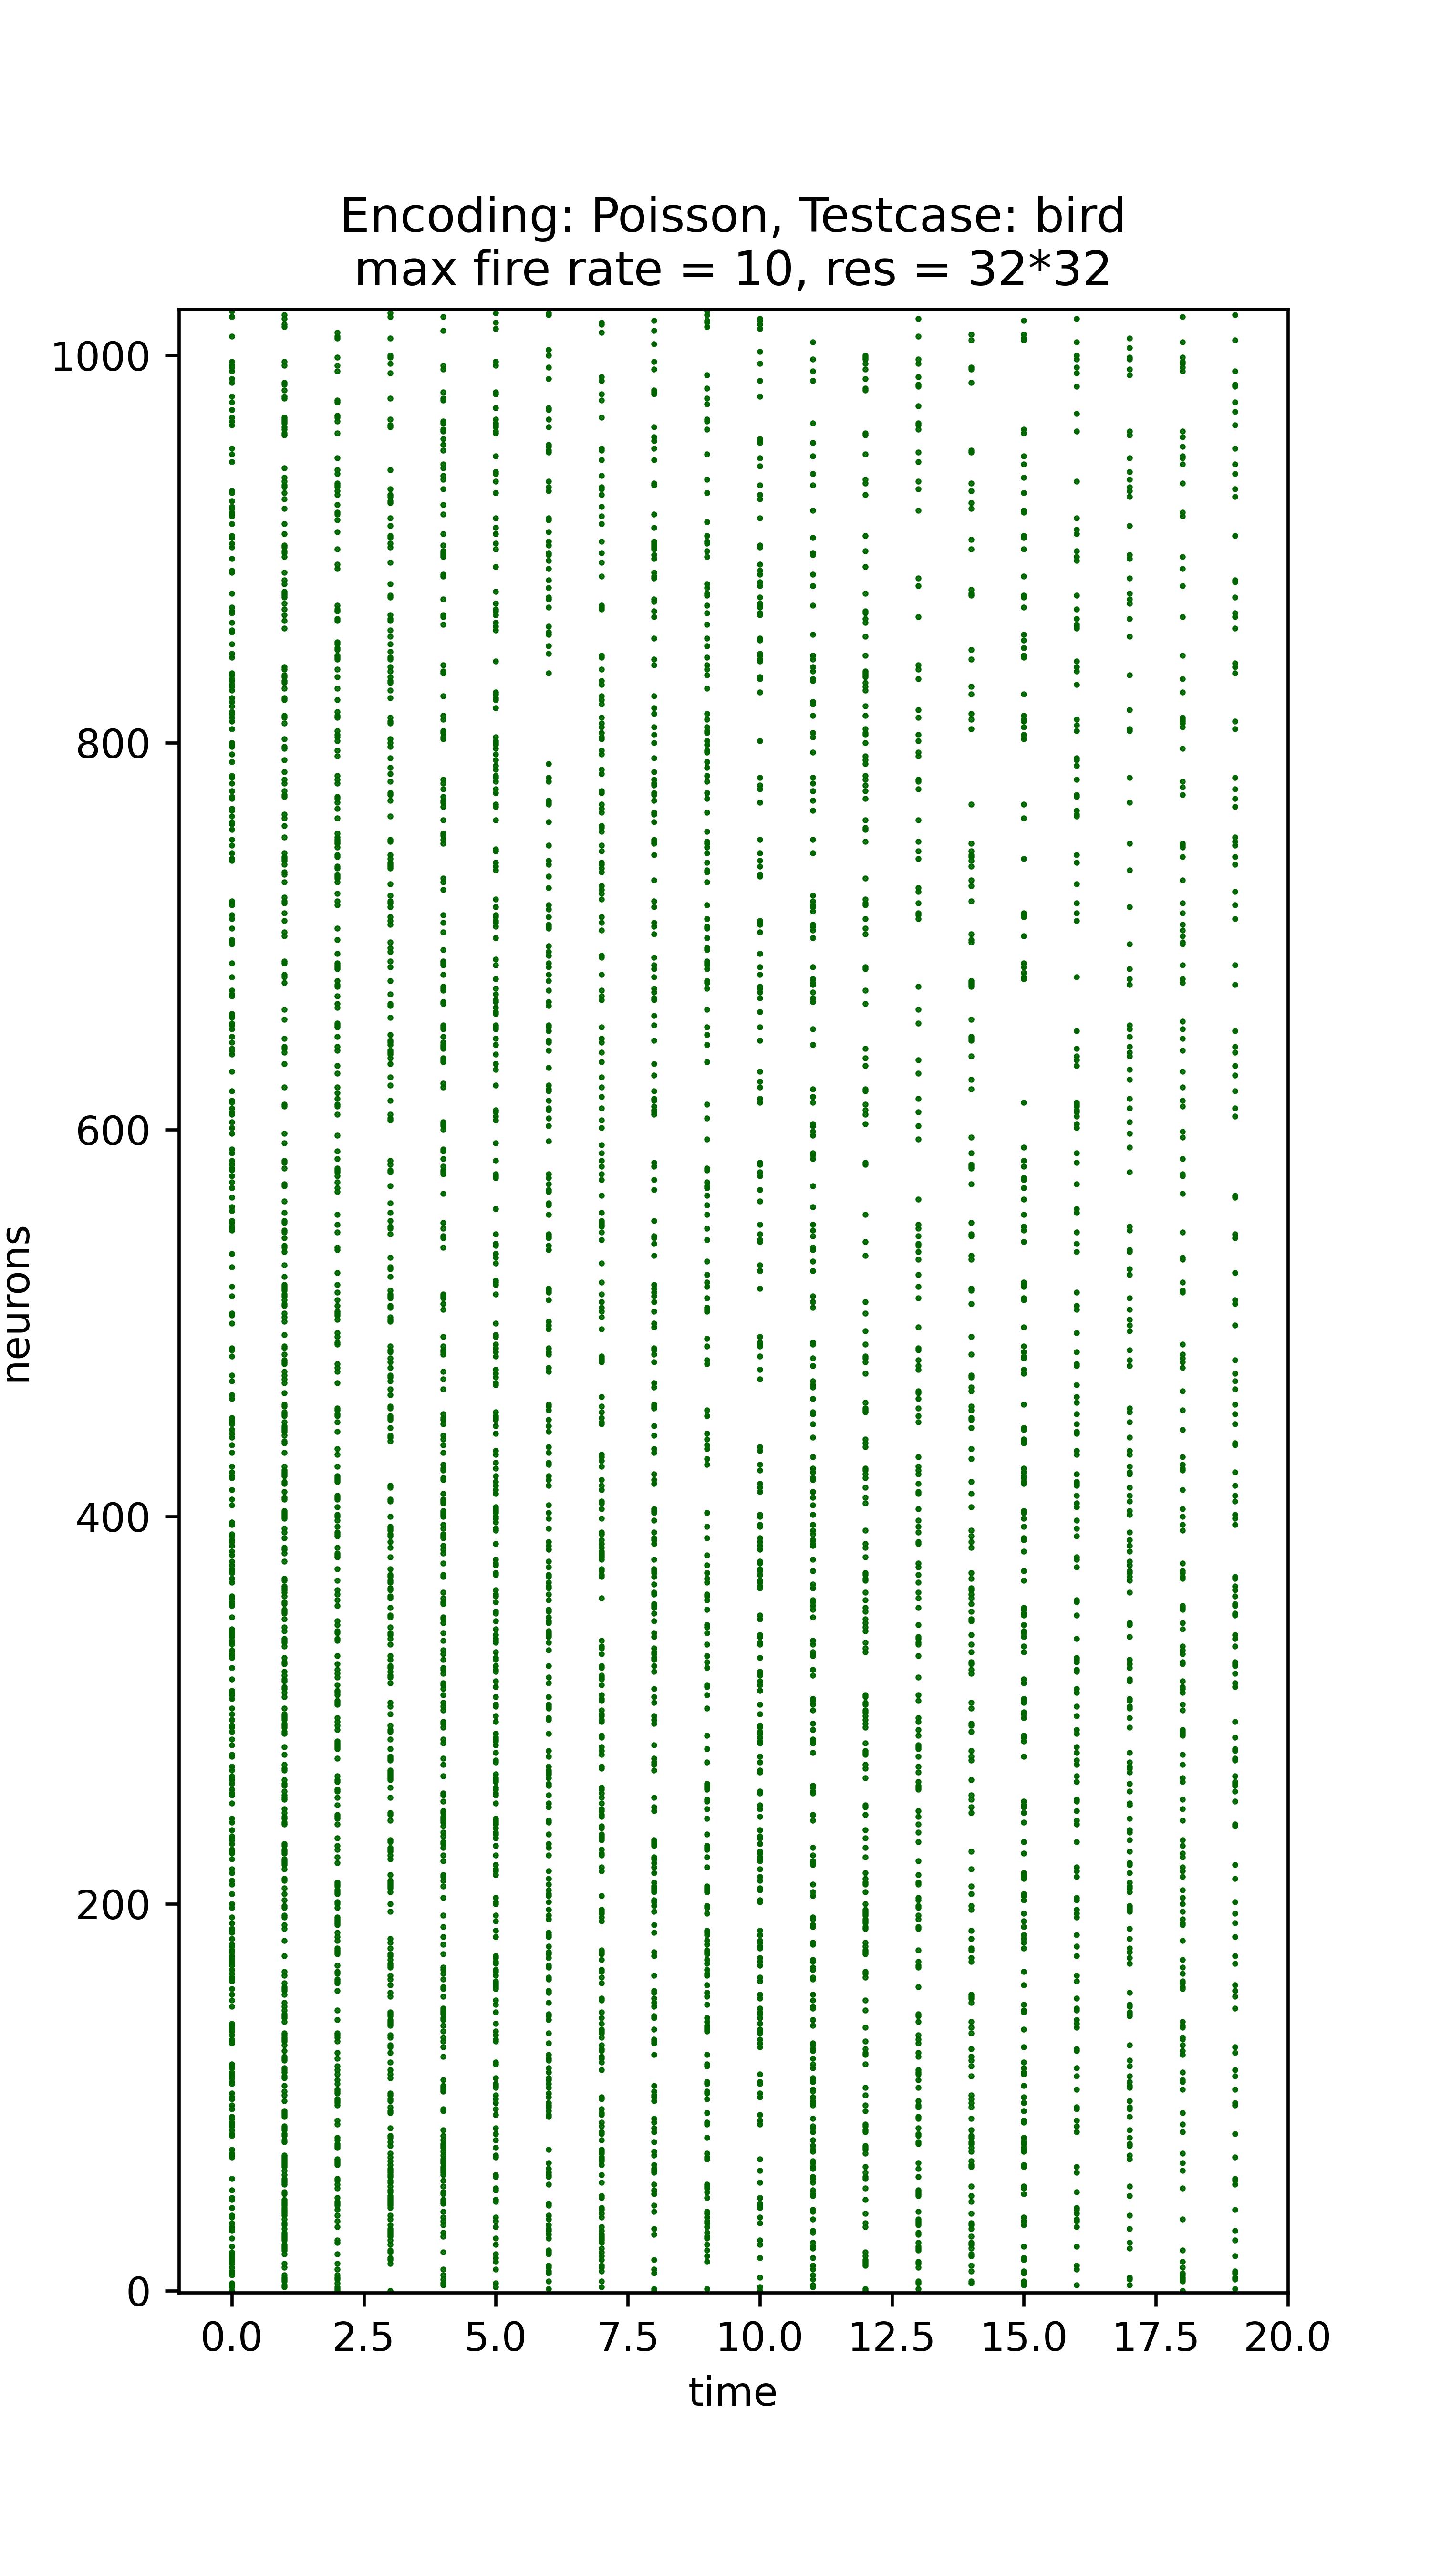 Encoding: Poisson, Testcase: bird
max fire rate = 10, res = 32*32
1000
800
600
400
200
0
neurons
0.0 2.5 5.0 7.5 10.0 12.5 15.0 17.5 20.0
time